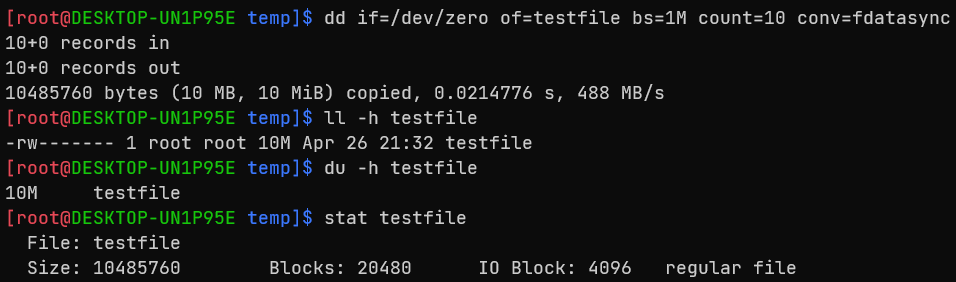 [root@DESKTOP-UN1P95E temp]$ dd if=/dev/zero of=testfile bs=1M count=10 conv=fdatasync
10+0 records in
10+0 records out
10485760 bytes (10 MB, 10 MiB) copied, 0.0214776 s, 488 MB/s
[root@DESKTOP-UN1P95E temp]$ ll -h testfile
-rw------- 1 root root 10M Apr 26 21:32 testfile
[root@DESKTOP-UN1P95E temp]$ du -h testfile
10M     testfile
[root@DESKTOP-UN1P95E temp]$ stat testfile
  File: testfile
  Size: 10485760        Blocks: 20480      IO Block: 4096   regular file